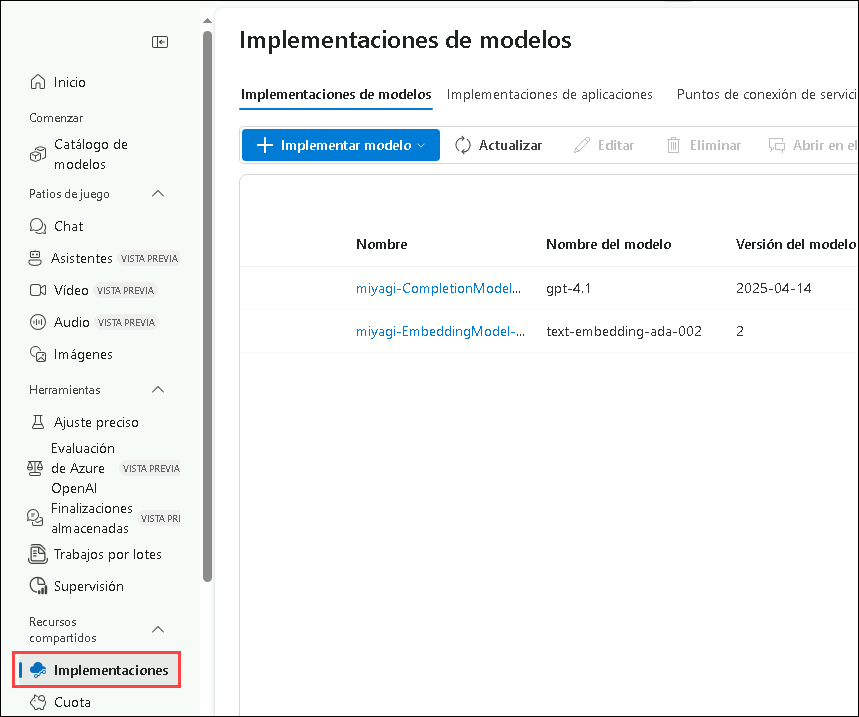 Inicio
Comenzar
Catálogo de
modelos
Patios de juego
Chat
Asistentes VISTA PREVIA
Vídeo VISTA PREVIA
Audio VISTA PREVIA
Imágenes
Herramientas
Ajuste preciso
Evaluación
de Azure VISTA PREVIA
OpenAI
Finalizaciones
almacenadas VISTA PRI
Trabajos por lotes
Supervisión
Recursos
compartidos
Implementaciones
Cuota
Implementaciones de modelos
Implementaciones de modelos Implementaciones de aplicaciones Puntos de conexión de servici
Implementar modelo Actualizar Editar Eliminar Abrir en el
Nombre Nombre del modelo Versión del modelo
miyagi-CompletionModel... gpt-4.1 2025-04-14
miyagi-EmbeddingModel-... text-embedding-ada-002 2